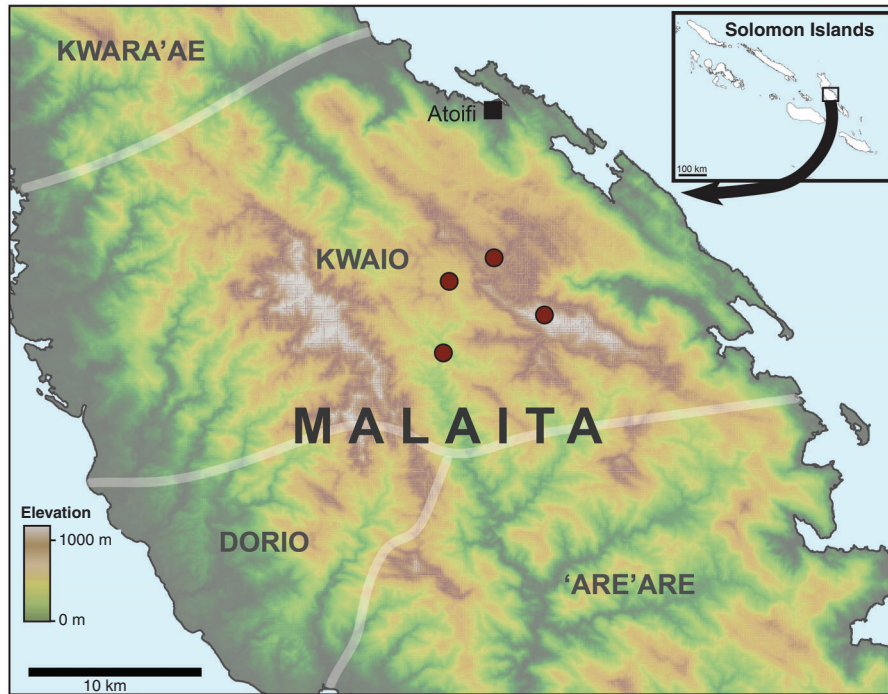 KWARA'AE
Solomon Islands
100 km
Atoifi
KWAIO
MALAITA
Elevation
1000 m
0 m
DORIO
'ARE'ARE
10 km